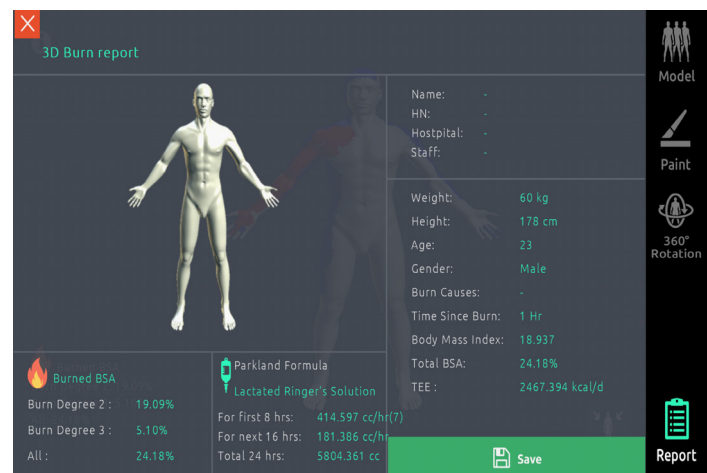 3D Burn report
Name: -
HN: -
Hostpital: -
Staff: -
Weight: 60 kg
Height: 178 cm
Age: 23
Gender: Male
Burn Causes: -
Time Since Burn: 1 Hr
Body Mass Index: 18.937
Total BSA: 24.18%
TEE : 2467.394 kcal/d
Burned BSA
Burn Degree 2 : 19.09%
Burn Degree 3 : 5.10%
All : 24.18%
Parkland Formula
Lactated Ringer's Solution
For first 8 hrs: 414.597 cc/hr(7)
For next 16 hrs: 181.386 cc/hr
Total 24 hrs: 5804.361 cc
Save
Model
Paint
360°
Rotation
Report